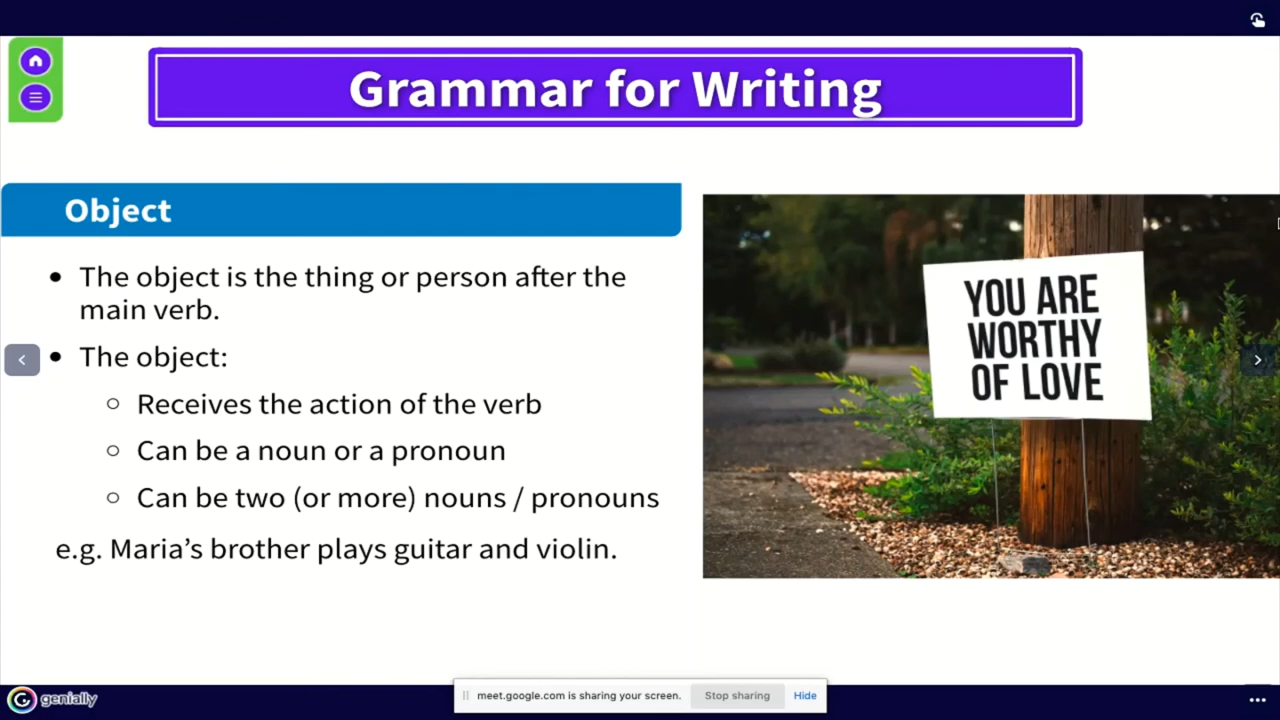 Grammar for Writing
Object
• The object is the thing or person after the
main verb.
• The object:
○ Receives the action of the verb
○ Can be a noun or a pronoun
○ Can be two (or more) nouns / pronouns
e.g. Maria’s brother plays guitar and violin.
YOU ARE
WORTHY
OF LOVE
genially
meet.google.com is sharing your screen. Stop sharing Hide